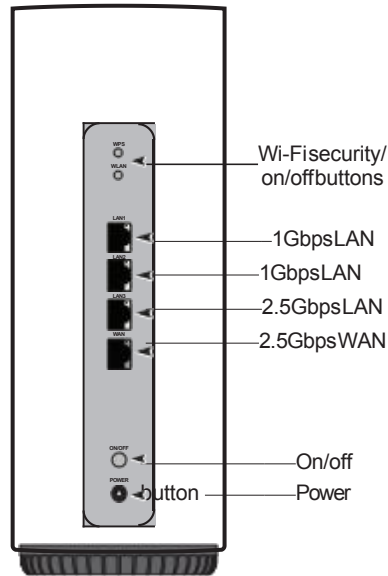 WPS
Wi-Fisecurity/
on/offbuttons
WLAN
LAN1
1GbpsLAN
LAN2
1GbpsLAN
LAN3
2.5GbpsLAN
WAN
2.5GbpsWAN
ON/OFF
On/off
POWER
button
Power